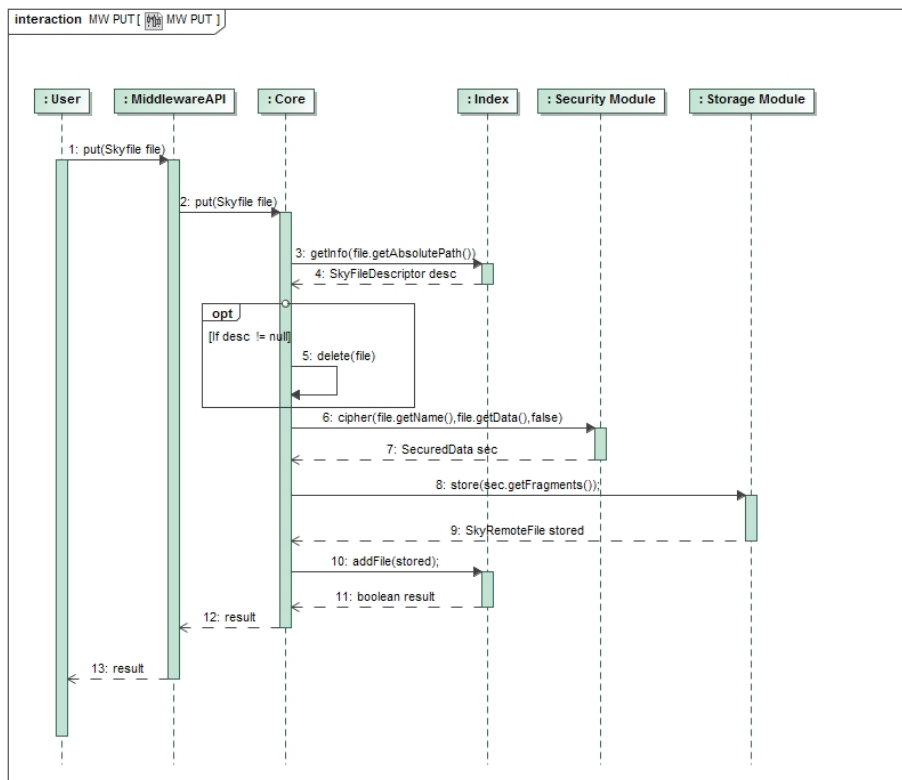 interaction MW PUT [ MW PUT ]
: User
: MiddlewareAPI
: Core
: Index
: Security Module
: Storage Module
1: put(Skyfile file)
2: put(Skyfile file)
3: getInfo(file.getAbsolutePath())
4: SkyFileDescriptor desc
opt
[If desc != null]
5: delete(file)
6: cipher(file.getName(),file.getData(),false)
7: SecuredData sec
8: store(sec.getFragments());
9: SkyRemoteFile stored
10: addFile(stored);
11: boolean result
12: result
13: result